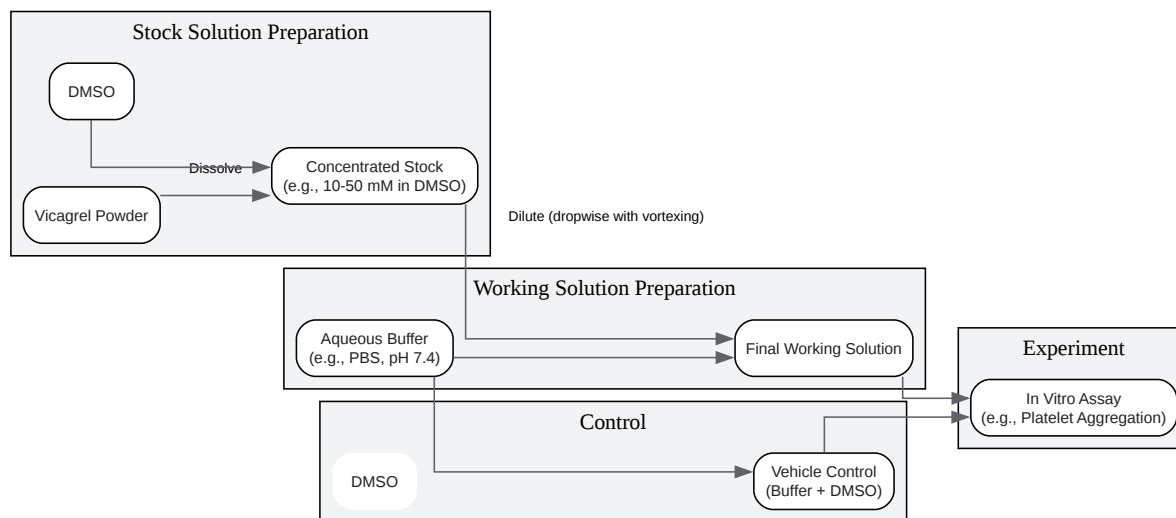 Stock Solution Preparation
DMSO
Dissolve
Concentrated Stock
(e.g., 10-50 mM in DMSO)
Vicagrel Powder
Dilute (dropwise with vortexing)
Working Solution Preparation
Aqueous Buffer
(e.g., PBS, pH 7.4)
Final Working Solution
Experiment
In Vitro Assay
(e.g., Platelet Aggregation)
Control
DMSO
Vehicle Control
(Buffer + DMSO)